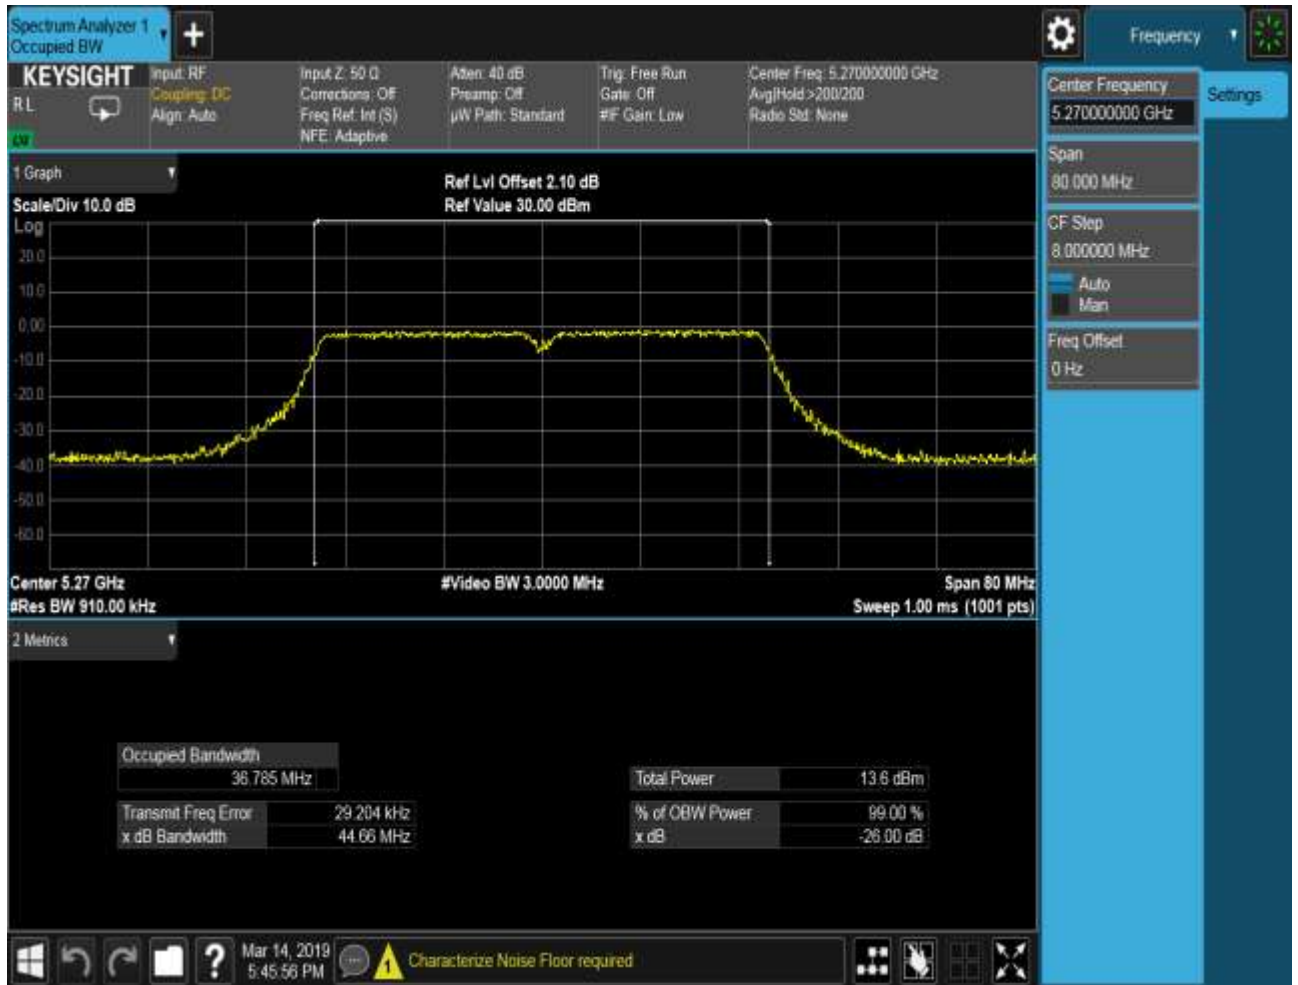 Spectrum Analyzer 1
Occupied BW
Frequency
KEYSIGHT
R L
Input: RF
Coupling: DC
Align: Auto
Input Z: 50 Ω
Corrections: Off
Freq Ref: Int (S)
NFE: Adaptive
Atten: 40 dB
Preamp: Off
µW Path: Standard
Trig: Free Run
Gate: Off
#IF Gain: Low
Center Freq: 5.270000000 GHz
Avg|Hold:>200/200
Radio Std: None
Center Frequency
5.270000000 GHz
Settings
Span
80.000 MHz
CF Step
8.000000 MHz
Auto
Man
Freq Offset
0 Hz
1 Graph
Scale/Div 10.0 dB
Ref Lvl Offset 2.10 dB
Ref Value 30.00 dBm
Log
20.0
10.0
0.00
-10.0
-20.0
-30.0
-40.0
-50.0
-60.0
Center 5.27 GHz
#Video BW 3.0000 MHz
Span 80 MHz
#Res BW 910.00 kHz
Sweep 1.00 ms (1001 pts)
2 Metrics
Occupied Bandwidth
36.785 MHz
Total Power 13.6 dBm
Transmit Freq Error 29.204 kHz
% of OBW Power 99.00 %
x dB Bandwidth 44.66 MHz
x dB -26.00 dB
?
Mar 14, 2019
5:45:56 PM
1
Characterize Noise Floor required